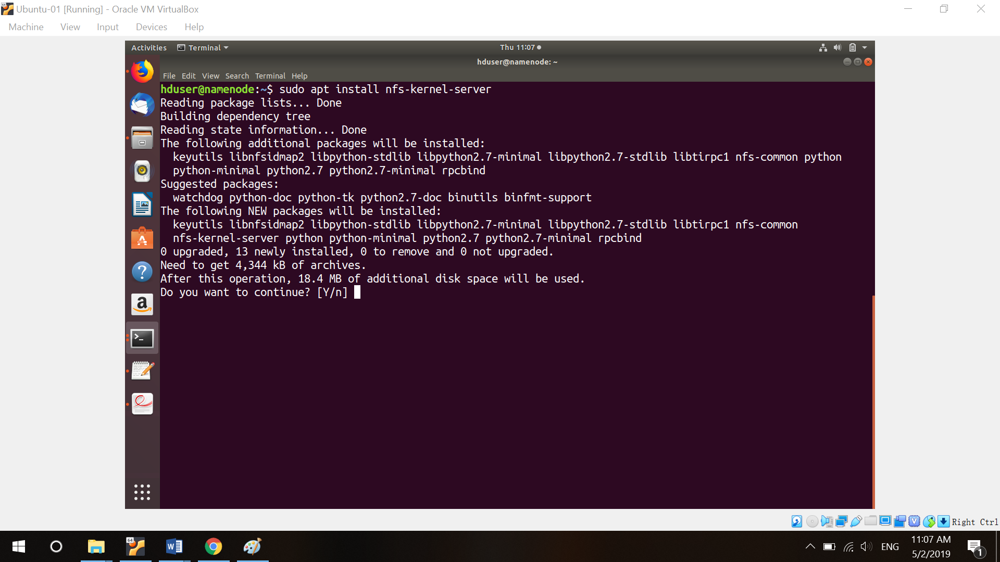 Ubuntu-01 [Running] - Oracle VM VirtualBox
Machine View Input Devices Help
Activities Terminal Thu 11:07
hduser@namenode: ~
File Edit View Search Terminal Help
hduser@namenode:~$ sudo apt install nfs-kernel-server
Reading package lists... Done
Building dependency tree
Reading state information... Done
The following additional packages will be installed:
  keyutils libnfsidmap2 libpython-stdlib libpython2.7-minimal libpython2.7-stdlib libtirpc1 nfs-common python
  python-minimal python2.7 python2.7-minimal rpcbind
Suggested packages:
  watchdog python-doc python-tk python2.7-doc binutils binfmt-support
The following NEW packages will be installed:
  keyutils libnfsidmap2 libpython-stdlib libpython2.7-minimal libpython2.7-stdlib libtirpc1 nfs-common
  nfs-kernel-server python python-minimal python2.7 python2.7-minimal rpcbind
0 upgraded, 13 newly installed, 0 to remove and 0 not upgraded.
Need to get 4,344 kB of archives.
After this operation, 18.4 MB of additional disk space will be used.
Do you want to continue? [Y/n]
Right Ctrl
ENG
11:07 AM
5/2/2019
1